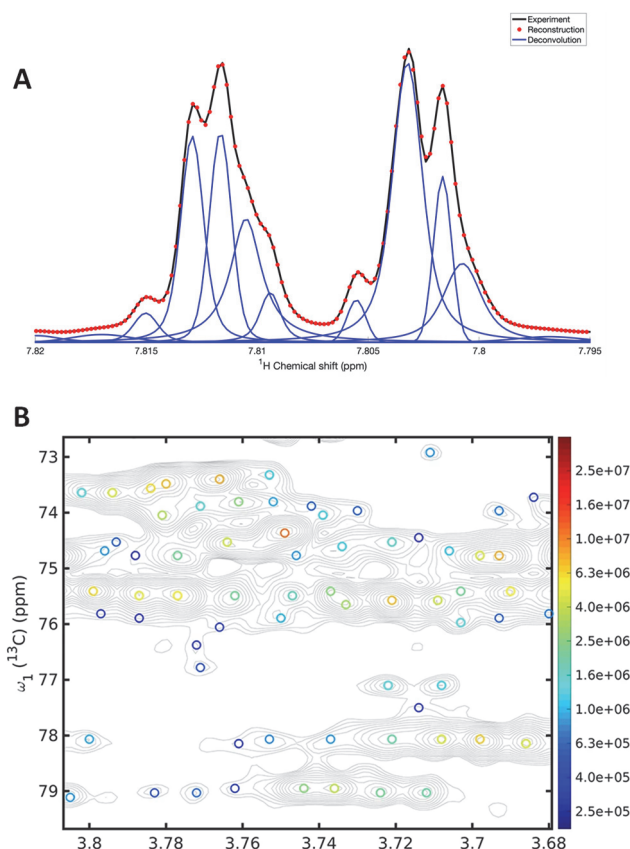 Experiment
Reconstruction
Deconvolution
A
7.82 7.815 7.81 7.805 7.8 7.795
¹H Chemical shift (ppm)
B
73
74
75
76
77
78
79
ω₁ (¹³C) (ppm)
3.8 3.78 3.76 3.74 3.72 3.7 3.68
2.5e+07
1.6e+07
1.0e+07
6.3e+06
4.0e+06
2.5e+06
1.6e+06
1.0e+06
6.3e+05
4.0e+05
2.5e+05